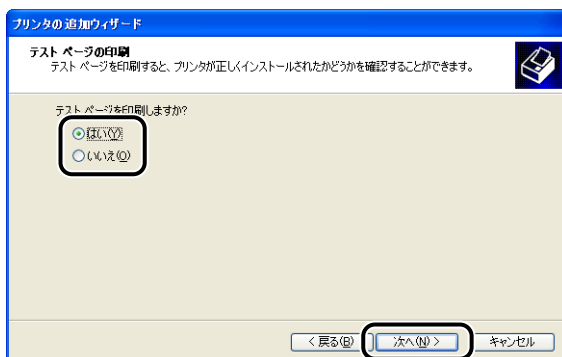 プリンタの追加ウィザード
テスト ページの印刷
テスト ページを印刷すると、プリンタが正しくインストールされたかどうかを確認することができます。
テスト ページを印刷しますか?
はい(Y)
いいえ(O)
< 戻る(B)
次へ(N) >
キャンセル